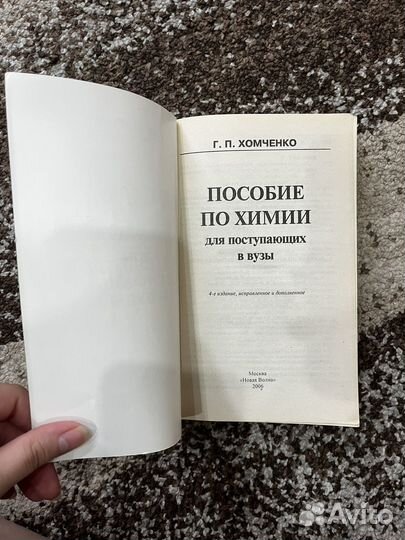 Г. П. ХОМЧЕНКО
ПОСОБИЕ
ПО ХИМИИ
для поступающих
в вузы
4-е издание, исправленное и дополненное
Москва
«Новая Волна»
2006
Avito